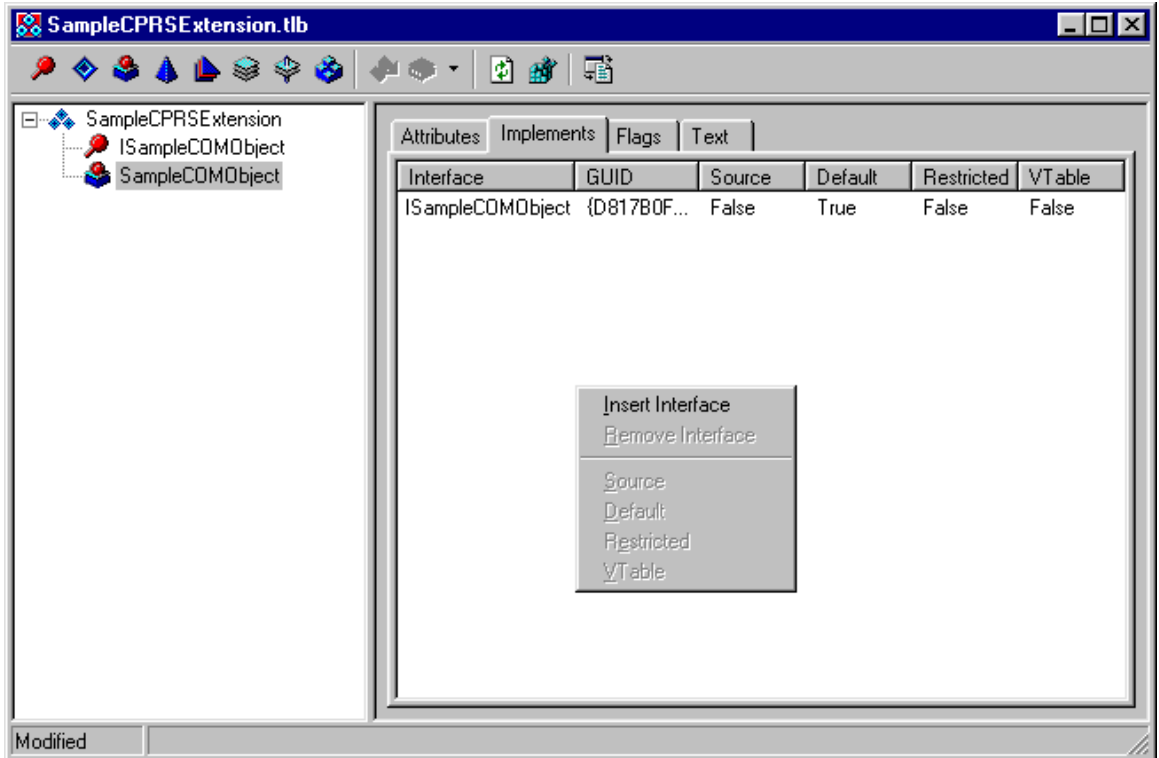 SampleCPRSExtension.tlb
SampleCPRSExtension
ISampleCOMObject
SampleCOMObject
Attributes Implements Flags Text
Interface GUID Source Default Restricted VTable
ISampleCOMObject {D817B0F... False True False False
Insert Interface
Remove Interface
Source
Default
Restricted
VTable
Modified